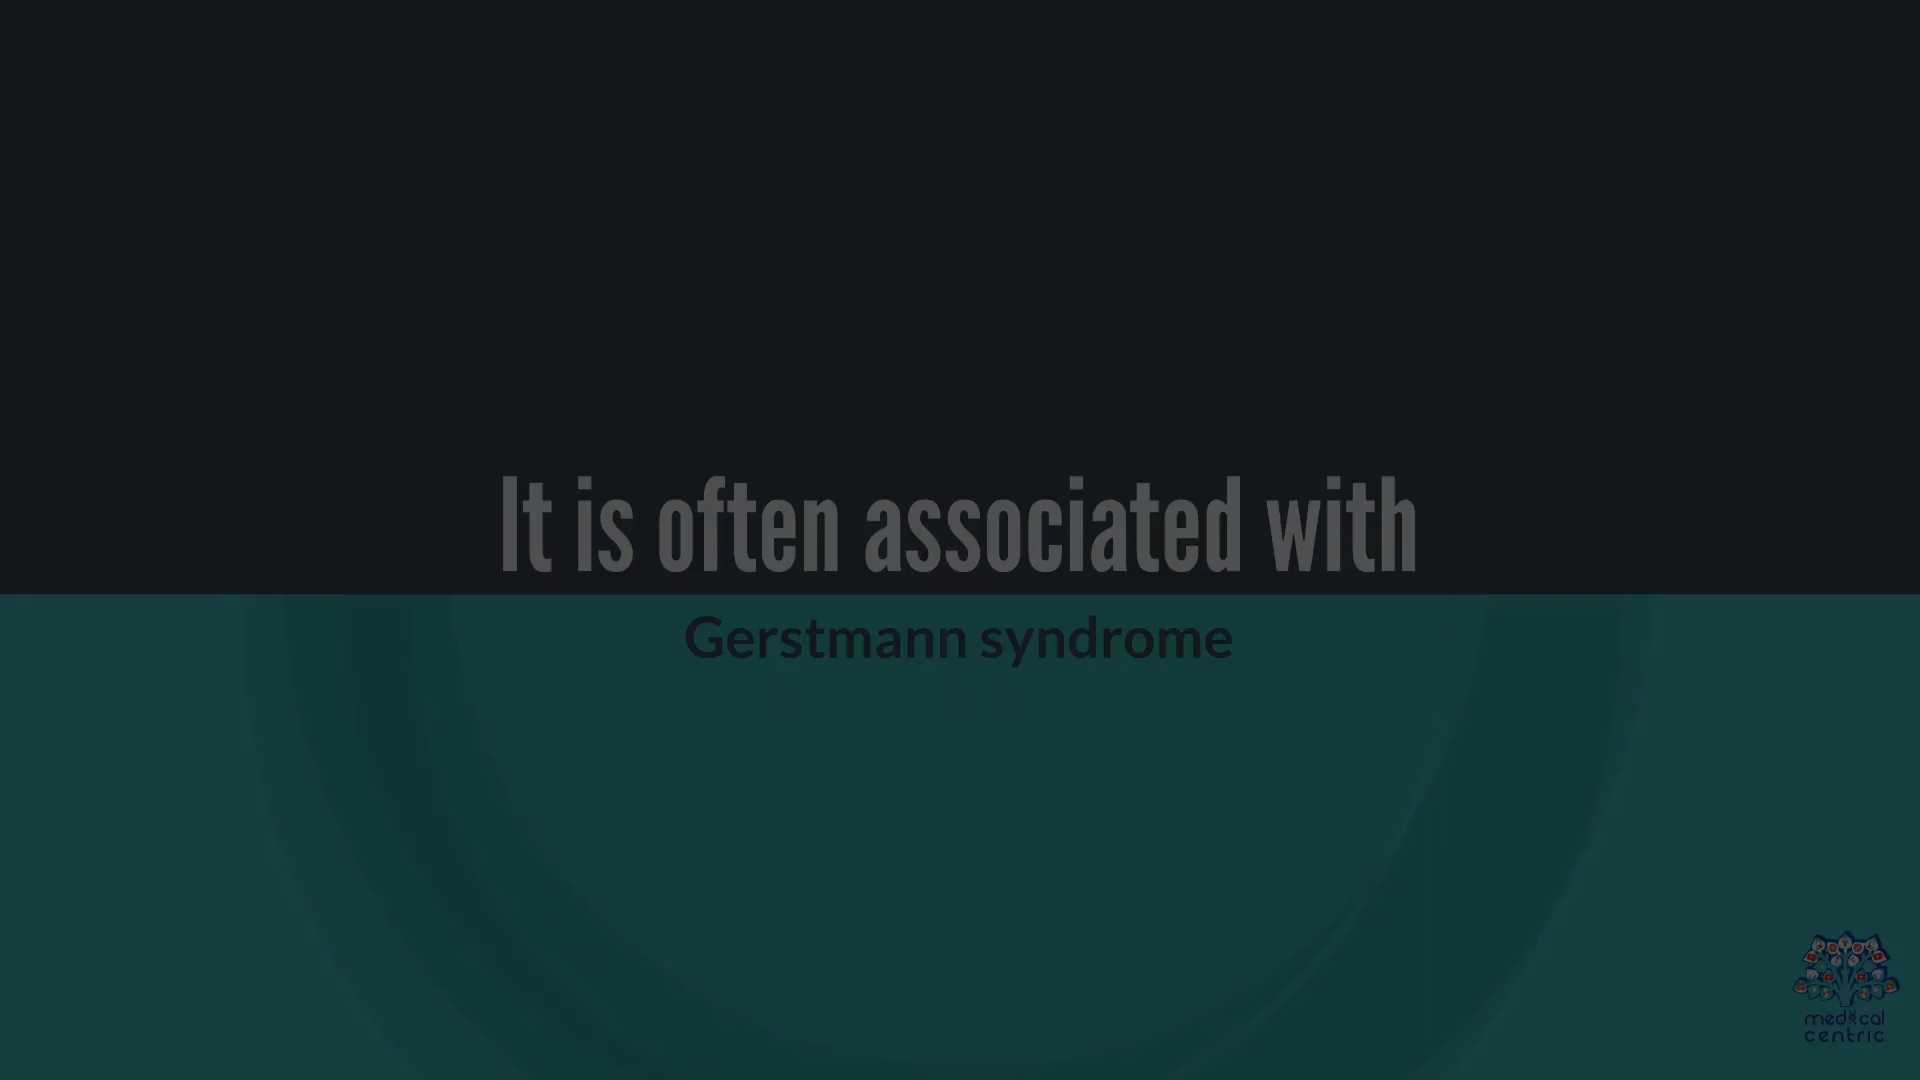 It is often associated with
Gerstmann syndrome
medical
centric